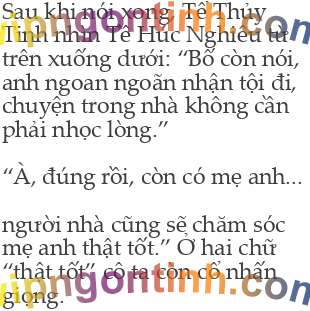 Sau khi nói xong, Tề Thủy
Tinh nhìn Tề Húc Nghiêu từ
trên xuống dưới: “Bố còn nói,
anh ngoan ngoãn nhận tội đi,
chuyện trong nhà không cần
phải nhọc lòng.”
“À, đúng rồi, còn có mẹ anh...
người nhà cũng sẽ chăm sóc
mẹ anh thật tốt.” Ở hai chữ
“thật tốt” cô ta còn cố nhấn
giọng.
vipngontinh.com
vipngontinh.com